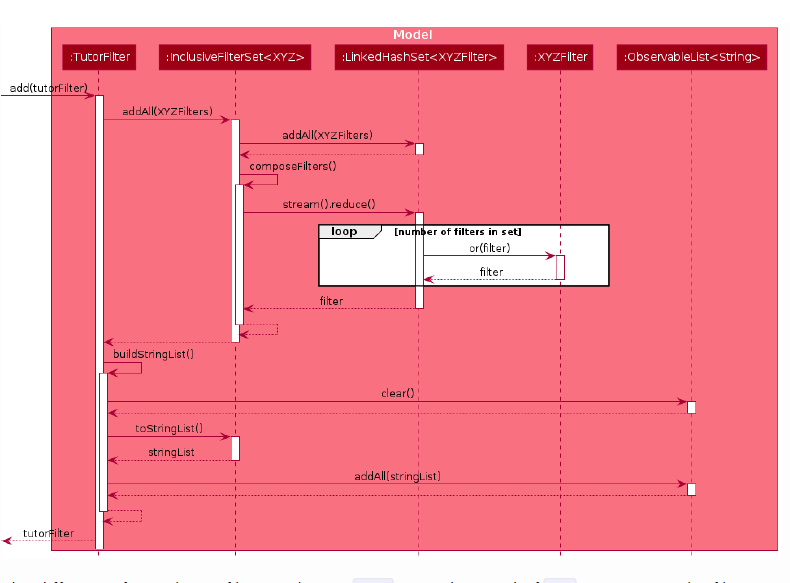 Model
:TutorFilter :InclusiveFilterSet<XYZ> :LinkedHashSet<XYZFilter> :XYZFilter :ObservableList<String>
add(tutorFilter)
addAll(XYZFilters)
addAll(XYZFilters)
composeFilters()
stream().reduce()
loop [number of filters in set]
or(filter)
filter
filter
buildStringList()
clear()
toStringList()
stringList
addAll(stringList)
tutorFilter